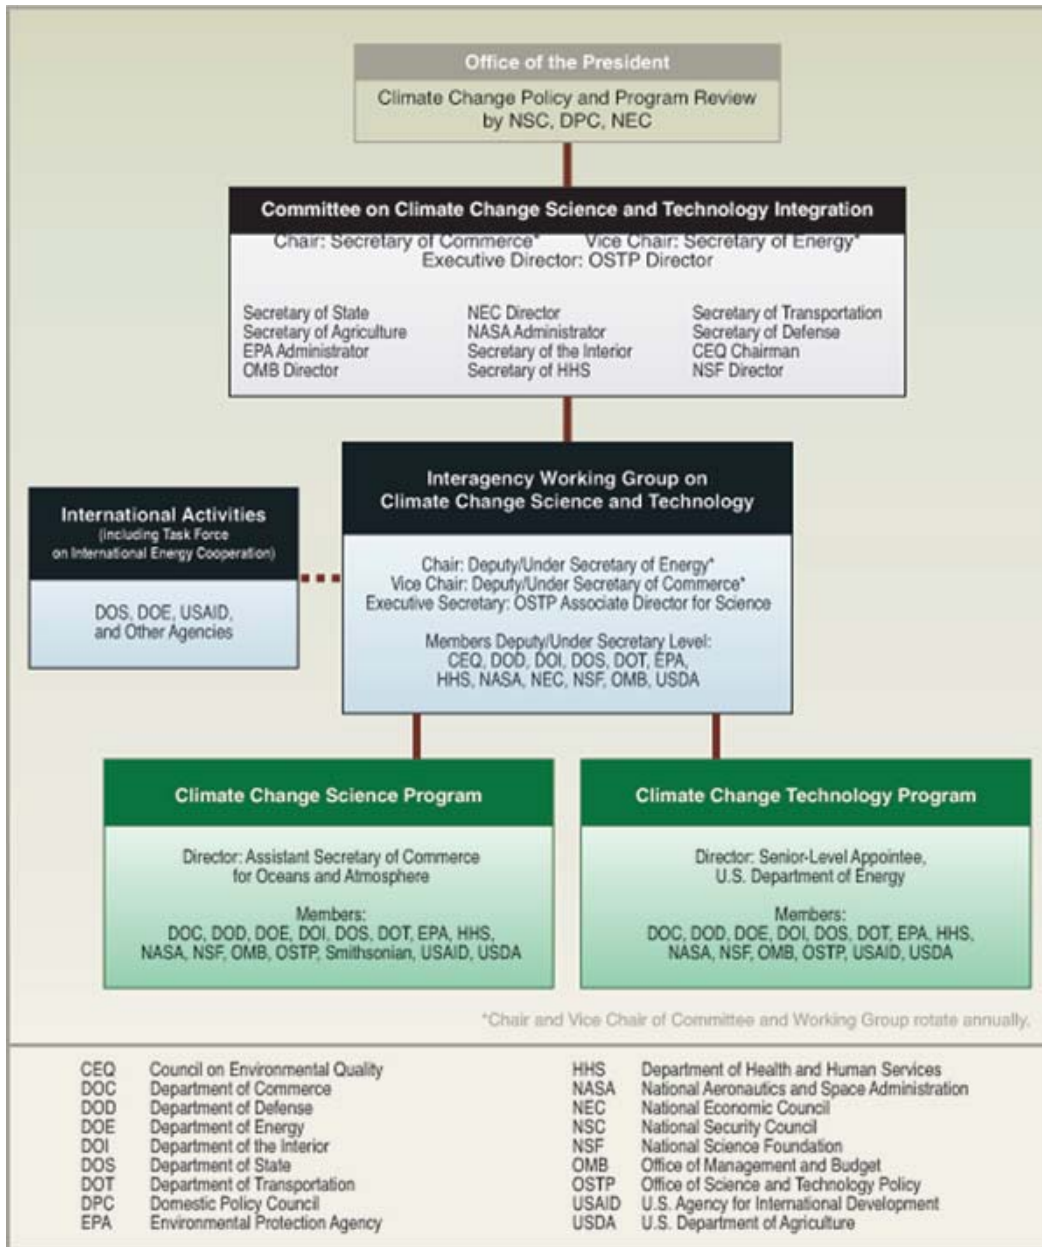 Office of the President
Climate Change Policy and Program Review
by NSC, DPC, NEC
Committee on Climate Change Science and Technology Integration
Chair: Secretary of Commerce* Vice Chair: Secretary of Energy*
Executive Director: OSTP Director
Secretary of State
Secretary of Agriculture
EPA Administrator
OMB Director
NEC Director
NASA Administrator
Secretary of the Interior
Secretary of HHS
Secretary of Transportation
Secretary of Defense
CEQ Chairman
NSF Director
International Activities
(including Task Force
on International Energy Cooperation)
DOS, DOE, USAID,
and Other Agencies
Interagency Working Group on
Climate Change Science and Technology
Chair: Deputy/Under Secretary of Energy*
Vice Chair: Deputy/Under Secretary of Commerce*
Executive Secretary: OSTP Associate Director for Science
Members Deputy/Under Secretary Level:
CEQ, DOD, DOI, DOS, DOT, EPA,
HHS, NASA, NEC, NSF, OMB, USDA
Climate Change Science Program
Director: Assistant Secretary of Commerce
for Oceans and Atmosphere
Members:
DOC, DOD, DOE, DOI, DOS, DOT, EPA, HHS,
NASA, NSF, OMB, OSTP, Smithsonian, USAID, USDA
Climate Change Technology Program
Director: Senior-Level Appointee,
U.S. Department of Energy
Members:
DOC, DOD, DOE, DOI, DOS, DOT, EPA, HHS,
NASA, NSF, OMB, OSTP, USAID, USDA
*Chair and Vice Chair of Committee and Working Group rotate annually.
CEQ Council on Environmental Quality
DOC Department of Commerce
DOD Department of Defense
DOE Department of Energy
DOI Department of the Interior
DOS Department of State
DOT Department of Transportation
DPC Domestic Policy Council
EPA Environmental Protection Agency
HHS Department of Health and Human Services
NASA National Aeronautics and Space Administration
NEC National Economic Council
NSC National Security Council
NSF National Science Foundation
OMB Office of Management and Budget
OSTP Office of Science and Technology Policy
USAID U.S. Agency for International Development
USDA U.S. Department of Agriculture